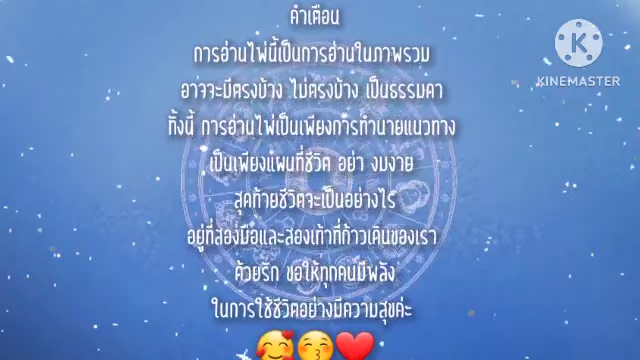 คำเตือน
การอ่านไพ่นี้เป็นการอ่านในภาพรวม
อาจจะมีตรงบ้าง ไม่ตรงบ้าง เป็นธรรมดา
ทั้งนี้ การอ่านไพ่เป็นเพียงการทำนายแนวทาง
เป็นเพียงแผนที่ชีวิต อย่า งมงาย
สุดท้ายชีวิตจะเป็นอย่างไร
อยู่ที่สองมือและสองเท้าที่ก้าวเดินของเรา
ด้วยรัก ขอให้ทุกคนมีพลัง
ในการใช้ชีวิตอย่างมีความสุขค่ะ
🥰😚❤️
KINEMASTER